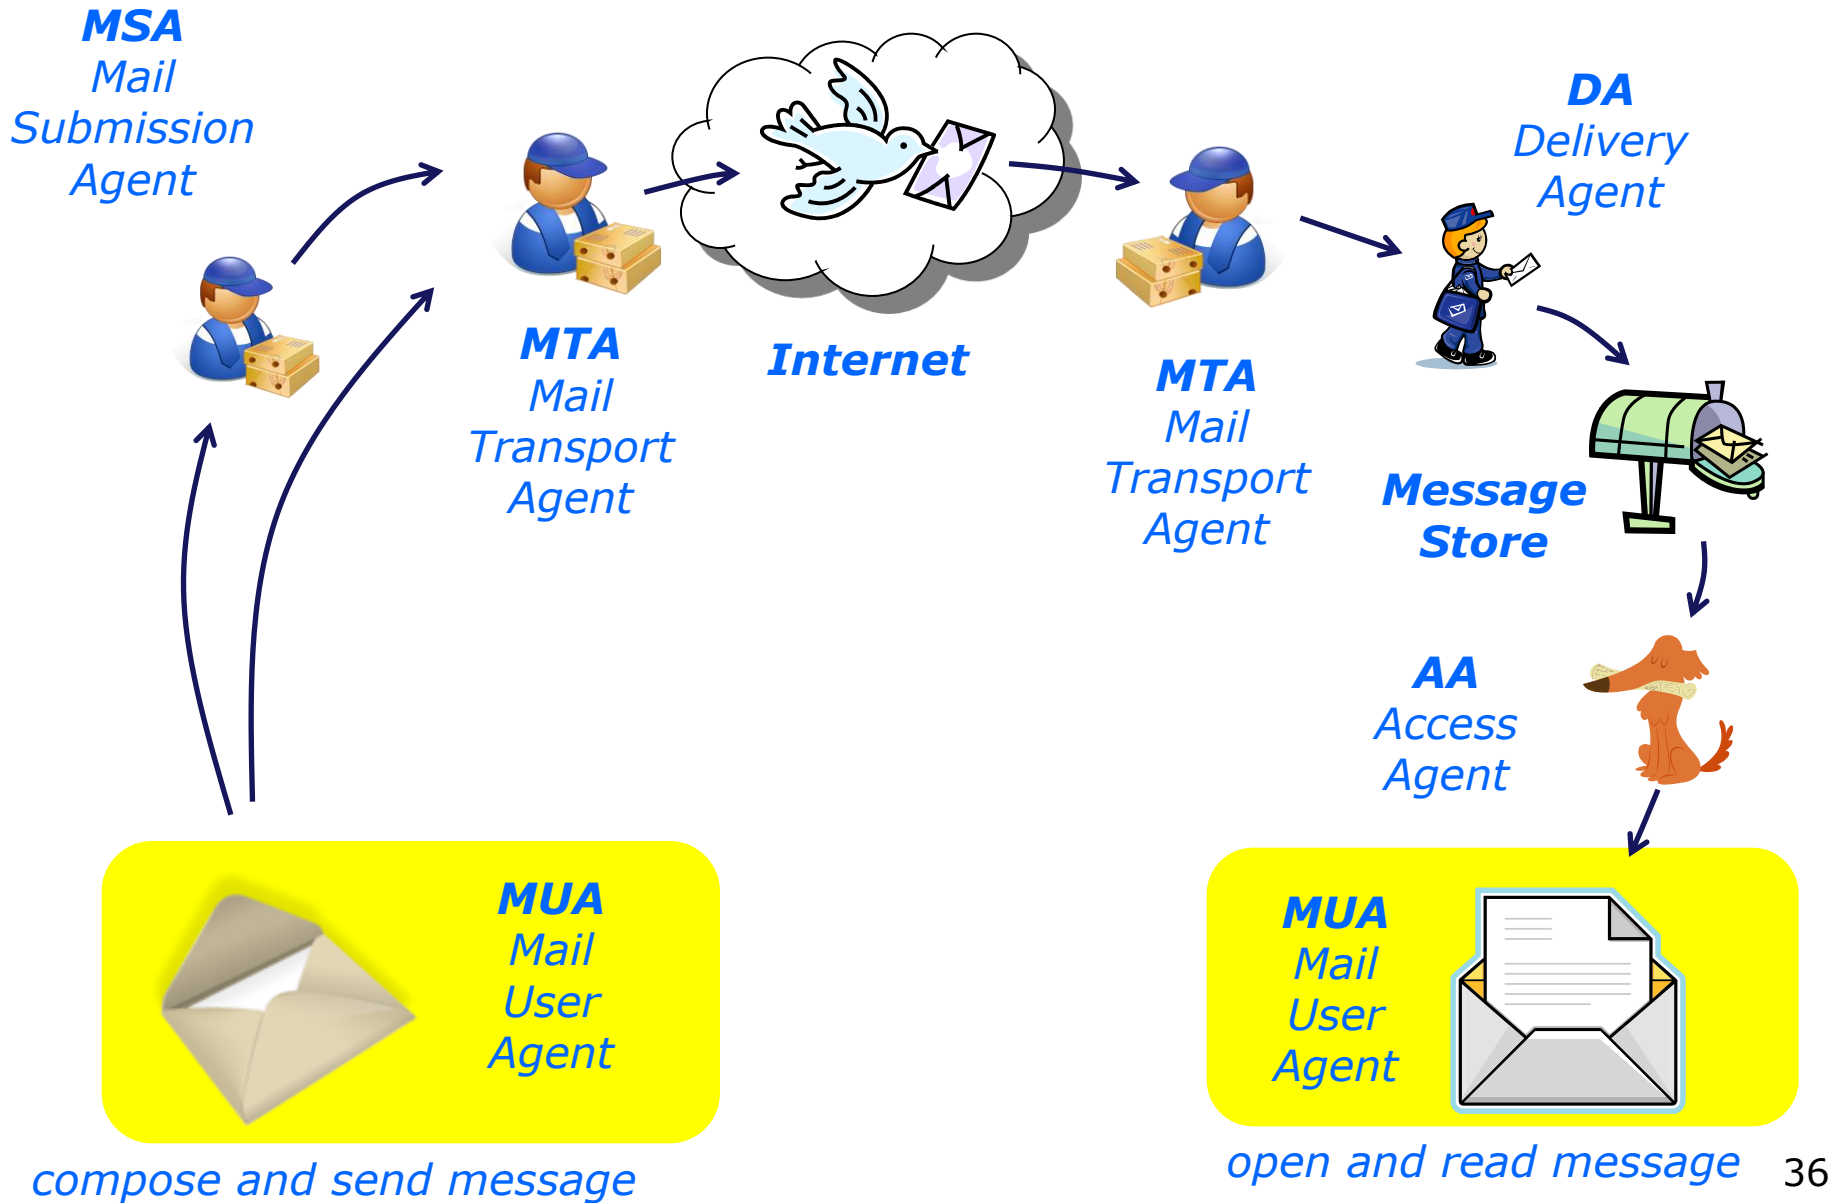 MSA
Mail
Submission
Agent
MTA
Mail
Transport
Agent
Internet
MTA
Mail
Transport
Agent
DA
Delivery
Agent
Message
Store
AA
Access
Agent
MUA
Mail
User
Agent
compose and send message
MUA
Mail
User
Agent
open and read message
36